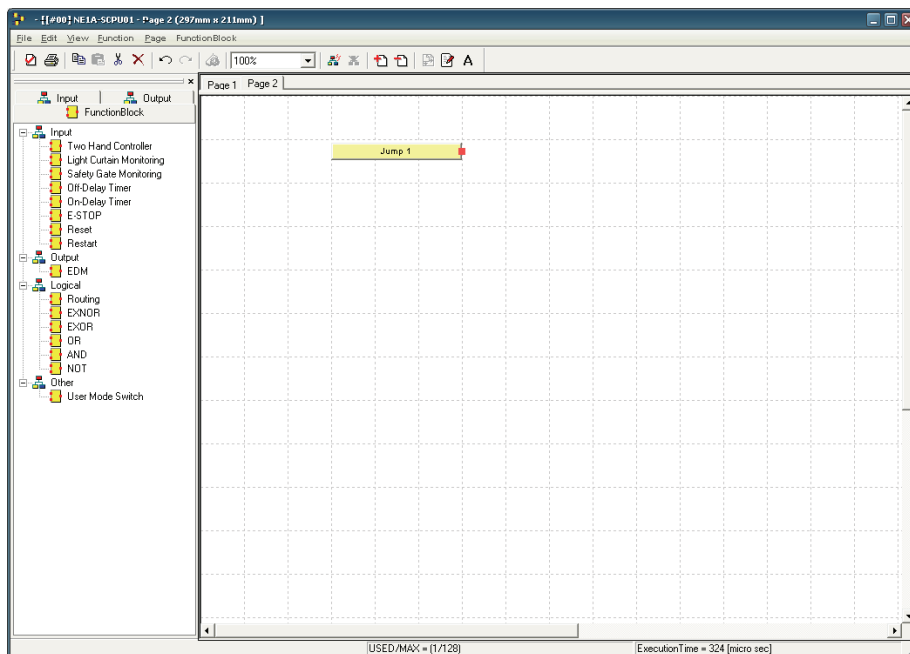 - [[#00] NE1A-SCPU01 - Page 2 (297mm x 211mm) ]
File Edit View Function Page FunctionBlock
100% A
Page 1 Page 2
Input Output
FunctionBlock
Input
Two Hand Controller
Light Curtain Monitoring
Safety Gate Monitoring
Off-Delay Timer
On-Delay Timer
E-STOP
Reset
Restart
Output
EDM
Logical
Routing
EXNOR
EXOR
OR
AND
NOT
Other
User Mode Switch
Jump 1
USED/MAX = (1/128) ExecutionTime = 324 [micro sec]